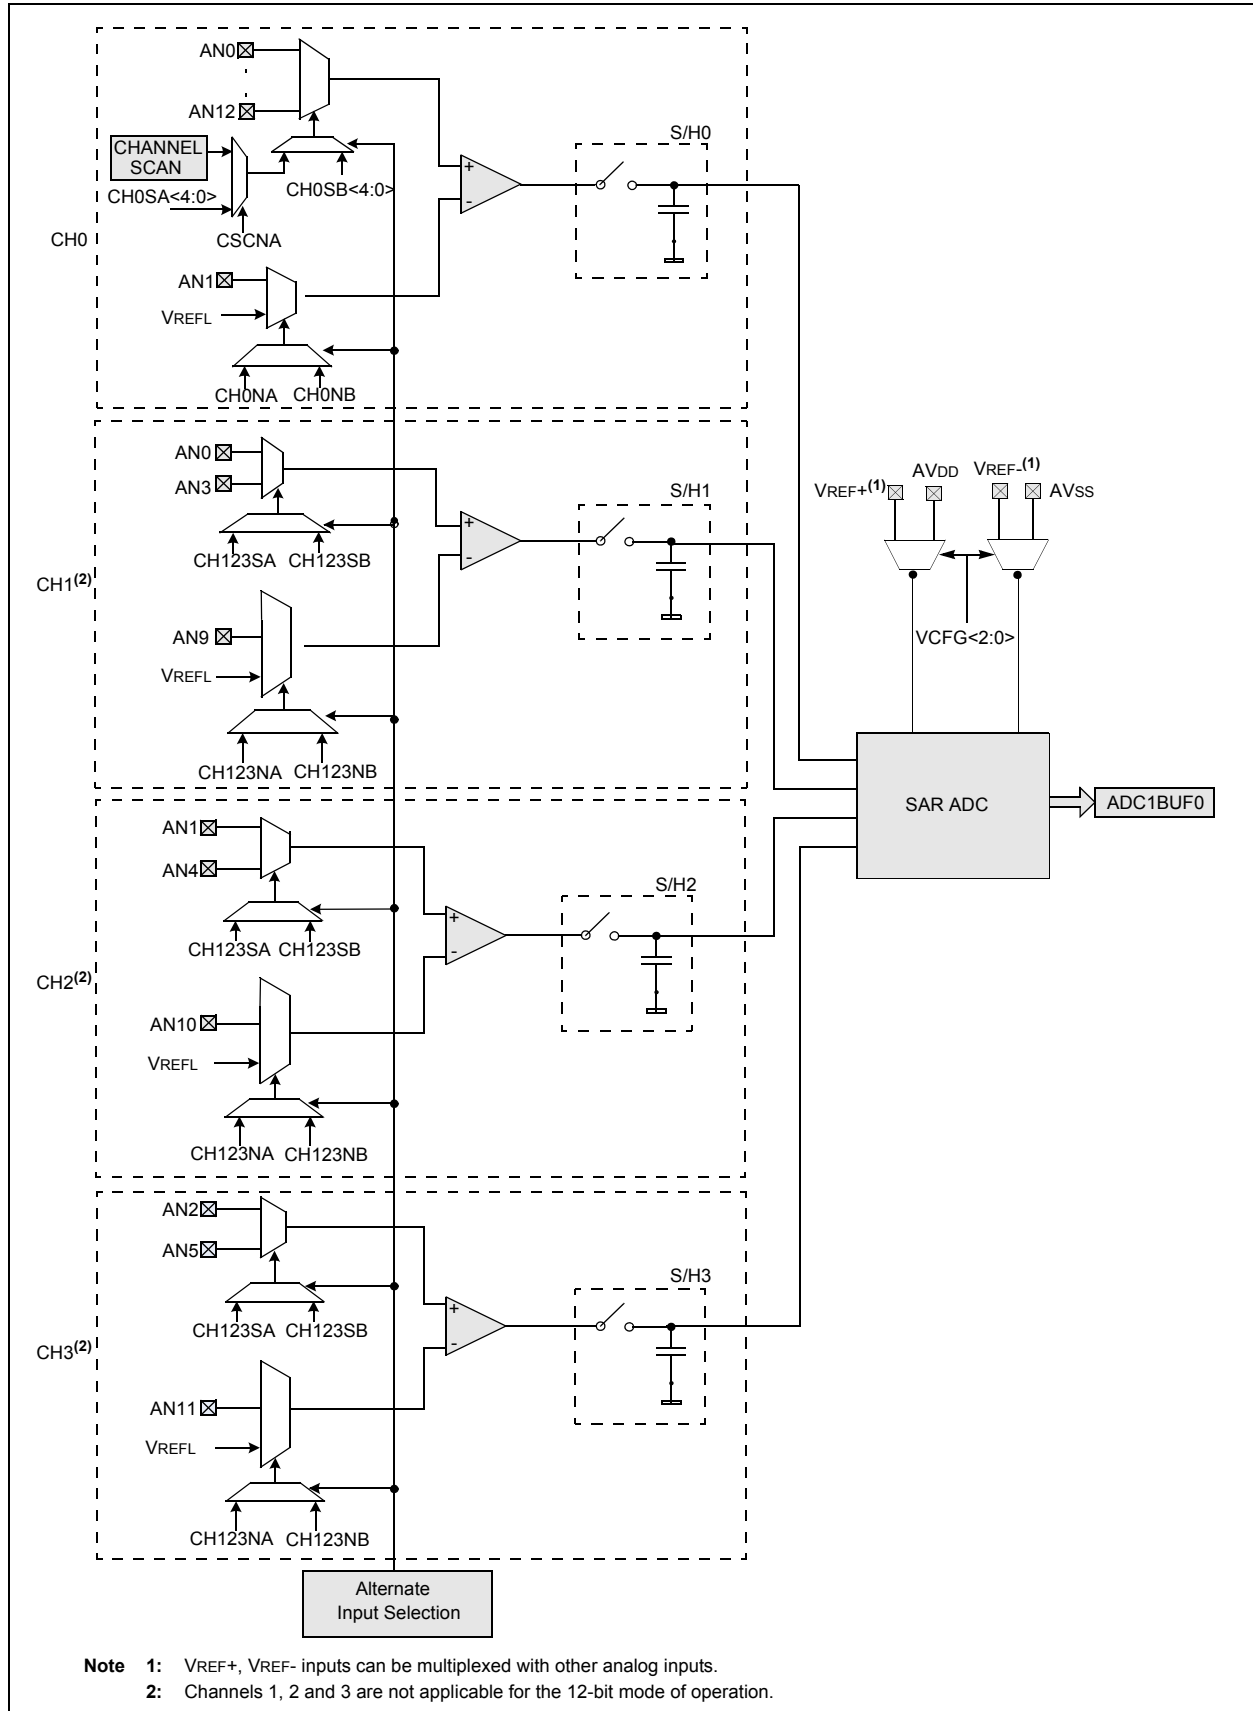 AN0
AN12
CHANNEL
SCAN
CH0SA<4:0>
CH0SB<4:0>
CSCNA
CH0
AN1
VREFL
CH0NA
CH0NB
+
-
S/H0
AN0
AN3
CH123SA
CH123SB
CH1(2)
AN9
VREFL
CH123NA
CH123NB
+
-
S/H1
VREF+(1)
AVDD
VREF-(1)
AVSS
VCFG<2:0>
SAR ADC
ADC1BUF0
AN1
AN4
CH123SA
CH123SB
CH2(2)
AN10
VREFL
CH123NA
CH123NB
+
-
S/H2
AN2
AN5
CH123SA
CH123SB
CH3(2)
AN11
VREFL
CH123NA
CH123NB
+
-
S/H3
Alternate
Input Selection
Note 1: VREF+, VREF- inputs can be multiplexed with other analog inputs.
2: Channels 1, 2 and 3 are not applicable for the 12-bit mode of operation.